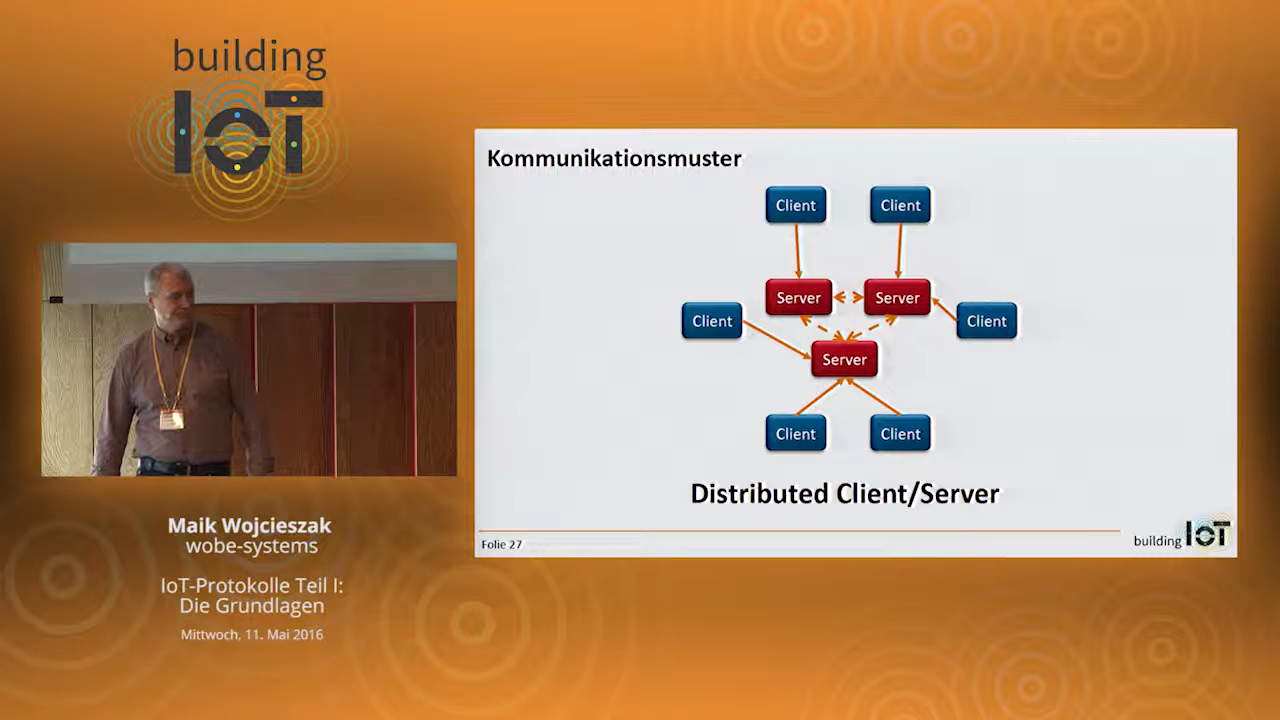 building
IoT
Maik Wojcieszak
wobe-systems
IoT-Protokolle Teil I:
Die Grundlagen
Mittwoch, 11. Mai 2016
Kommunikationsmuster
Client
Client
Server
Server
Client
Client
Server
Client
Client
Distributed Client/Server
Folie 27
building IoT